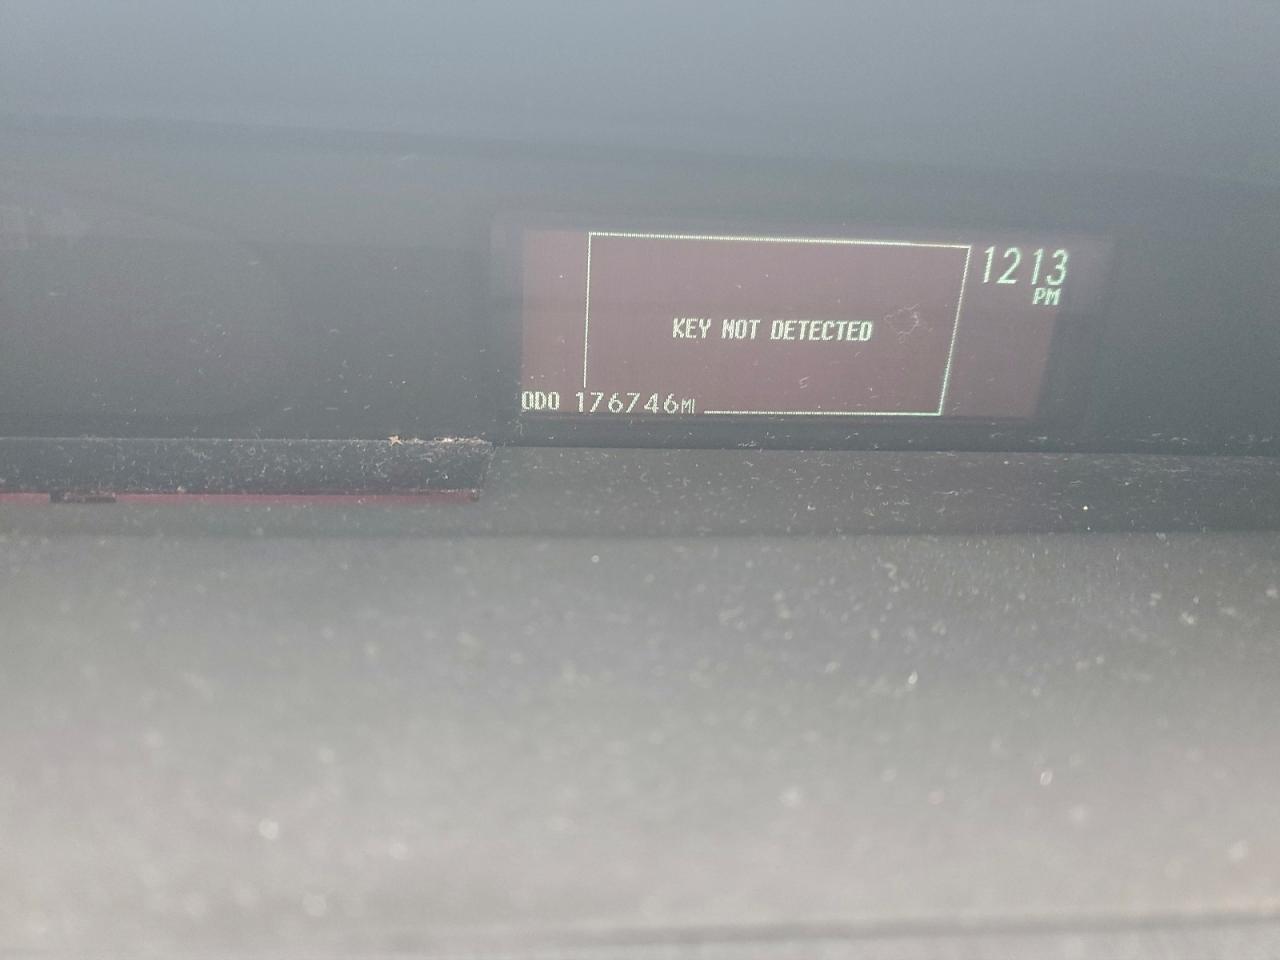 1213
PM
KEY NOT DETECTED
ODO 176746MI